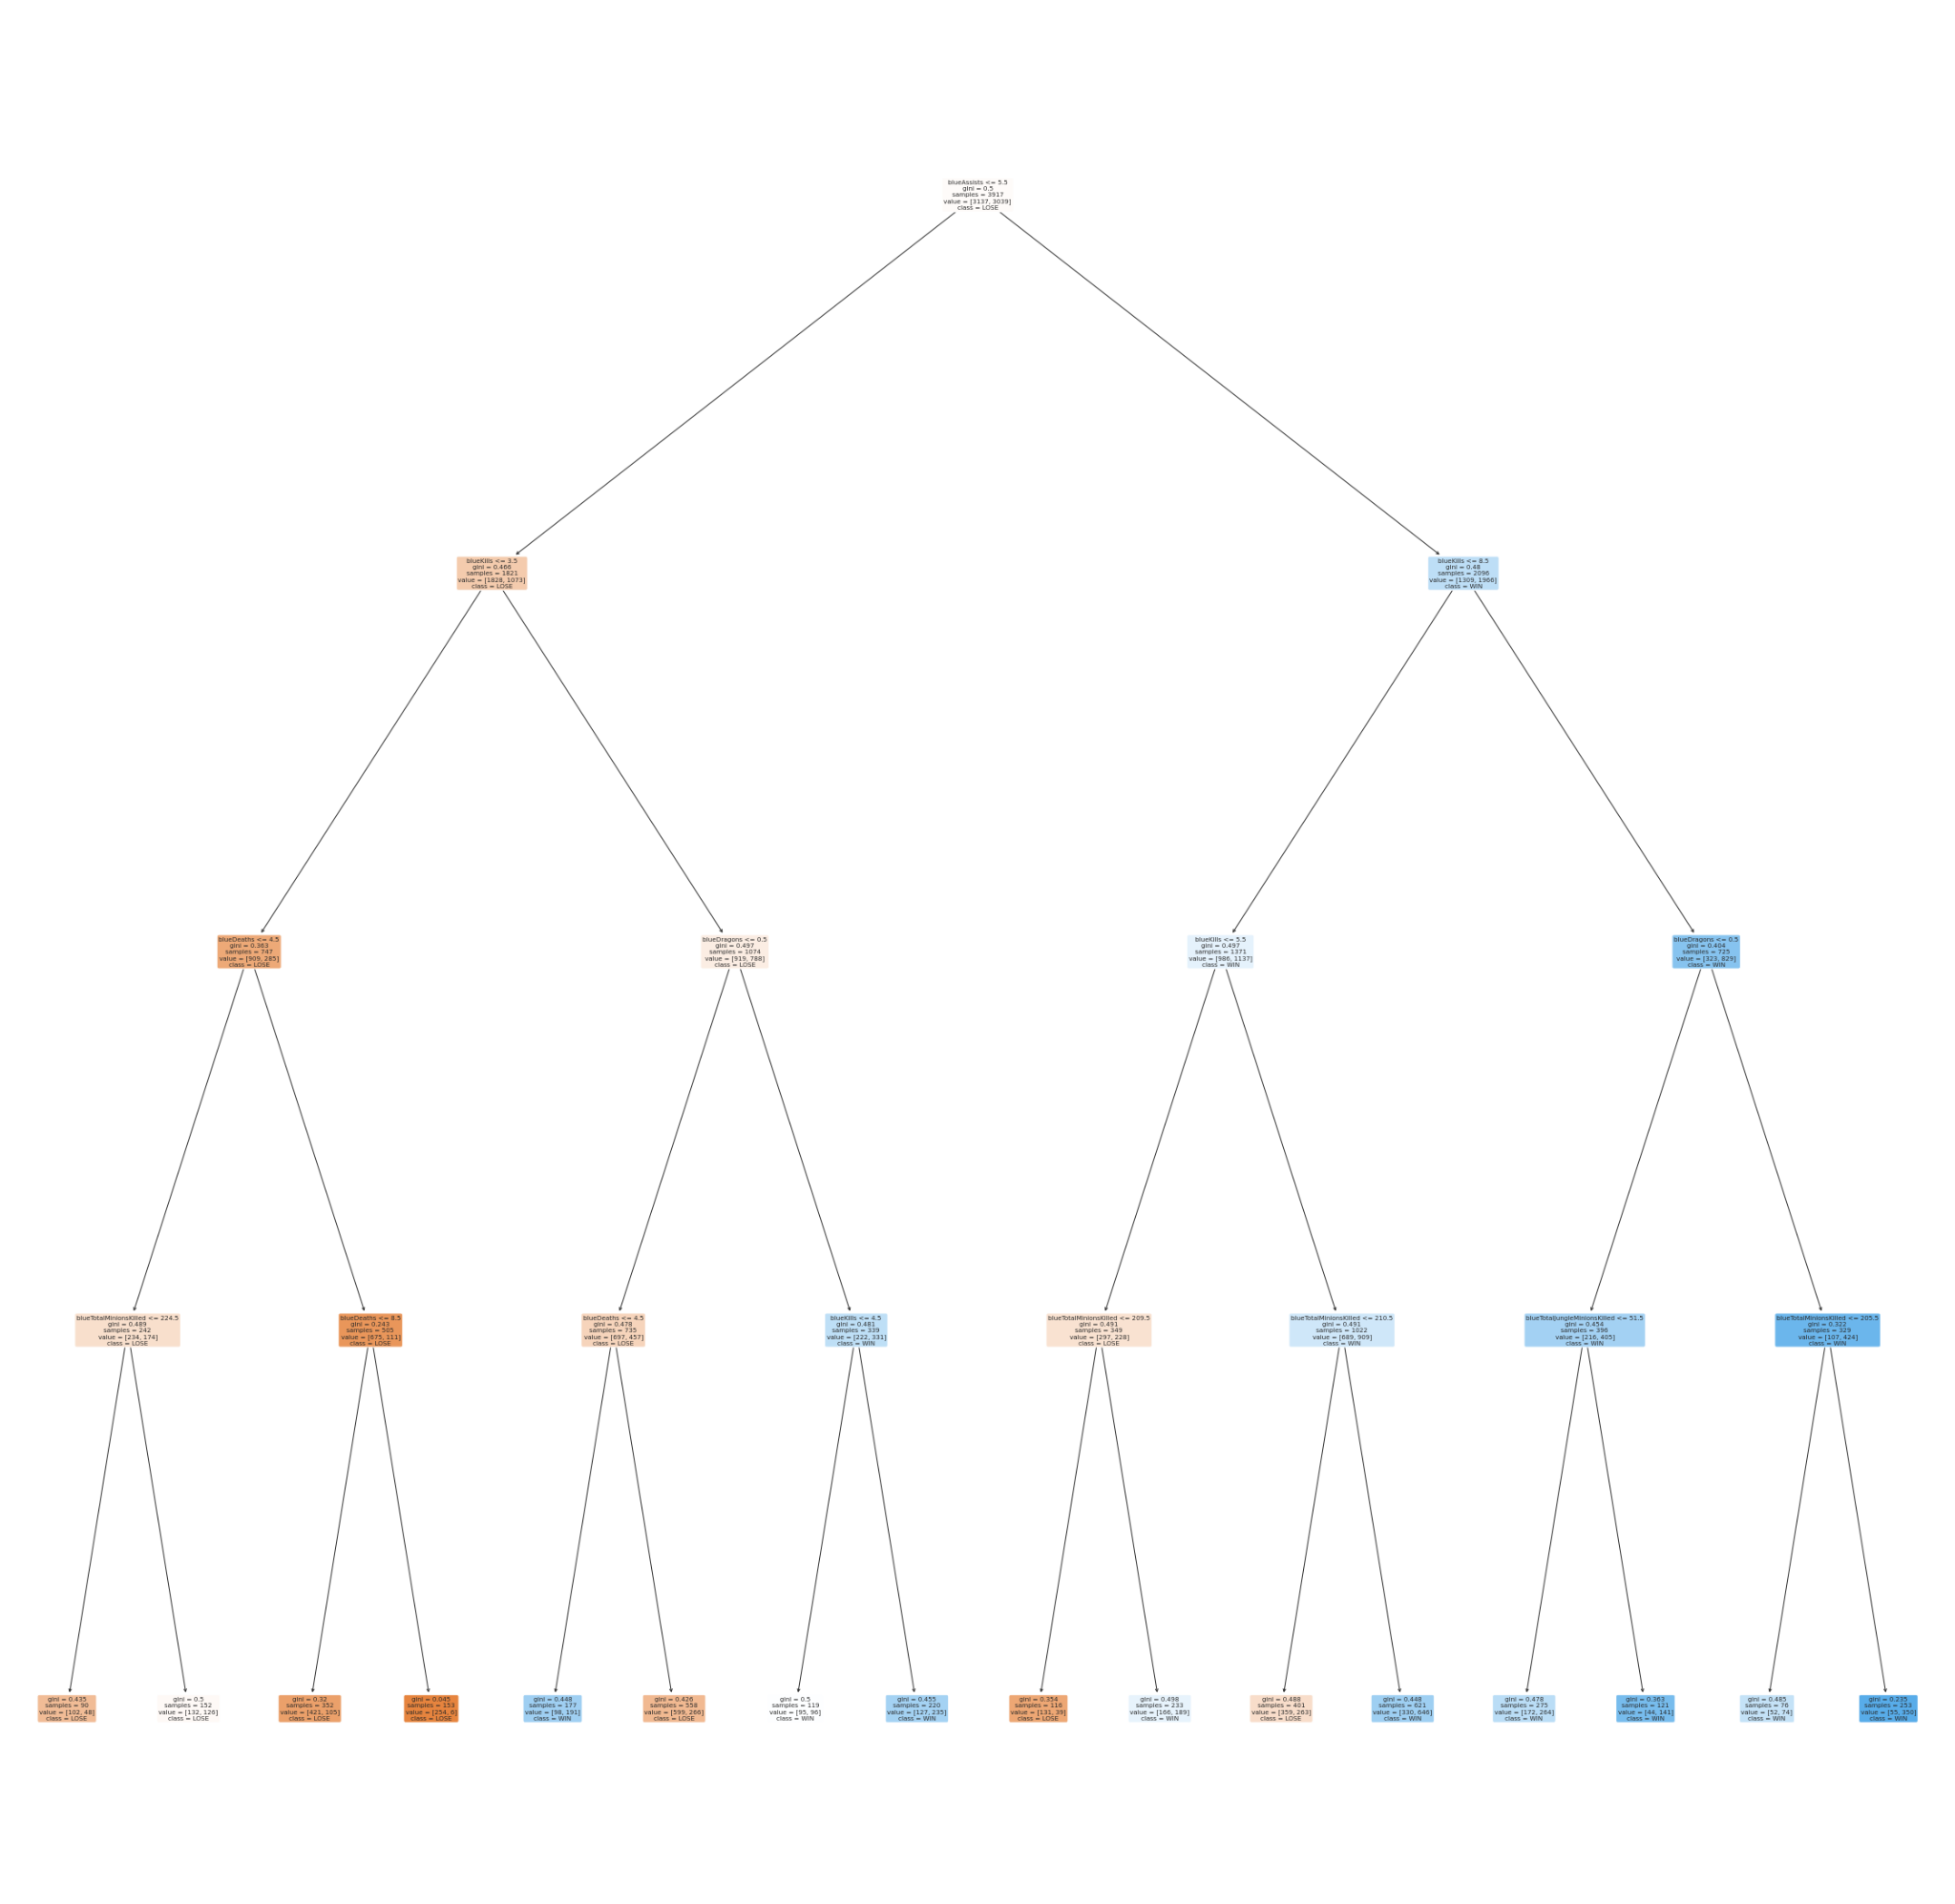 blueAssists <= 5.5
gini = 0.5
samples = 3917
value = [3137, 3039]
class = LOSE
blueKills <= 3.5
gini = 0.466
samples = 1821
value = [1828, 1073]
class = LOSE
blueKills <= 8.5
gini = 0.48
samples = 2096
value = [1309, 1966]
class = WIN
blueDeaths <= 4.5
gini = 0.363
samples = 747
value = [909, 285]
class = LOSE
blueDragons <= 0.5
gini = 0.497
samples = 1074
value = [919, 788]
class = LOSE
blueKills <= 5.5
gini = 0.497
samples = 1371
value = [986, 1137]
class = WIN
blueDragons <= 0.5
gini = 0.404
samples = 725
value = [323, 829]
class = WIN
blueTotalMinionsKilled <= 224.5
gini = 0.489
samples = 242
value = [234, 174]
class = LOSE
blueDeaths <= 8.5
gini = 0.243
samples = 505
value = [675, 111]
class = LOSE
blueDeaths <= 4.5
gini = 0.478
samples = 735
value = [697, 457]
class = LOSE
blueKills <= 4.5
gini = 0.481
samples = 339
value = [222, 331]
class = WIN
blueTotalMinionsKilled <= 209.5
gini = 0.491
samples = 349
value = [297, 228]
class = LOSE
blueTotalMinionsKilled <= 210.5
gini = 0.491
samples = 1022
value = [689, 909]
class = WIN
blueTotalJungleMinionsKilled <= 51.5
gini = 0.454
samples = 396
value = [216, 405]
class = WIN
blueTotalMinionsKilled <= 205.5
gini = 0.322
samples = 329
value = [107, 424]
class = WIN
gini = 0.435
samples = 90
value = [102, 48]
class = LOSE
gini = 0.5
samples = 152
value = [132, 126]
class = LOSE
gini = 0.32
samples = 352
value = [421, 105]
class = LOSE
gini = 0.045
samples = 153
value = [254, 6]
class = LOSE
gini = 0.448
samples = 177
value = [98, 191]
class = WIN
gini = 0.426
samples = 558
value = [599, 266]
class = LOSE
gini = 0.5
samples = 119
value = [95, 96]
class = WIN
gini = 0.455
samples = 220
value = [127, 235]
class = WIN
gini = 0.354
samples = 116
value = [131, 39]
class = LOSE
gini = 0.498
samples = 233
value = [166, 189]
class = WIN
gini = 0.488
samples = 401
value = [359, 263]
class = LOSE
gini = 0.448
samples = 621
value = [330, 646]
class = WIN
gini = 0.478
samples = 275
value = [172, 264]
class = WIN
gini = 0.363
samples = 121
value = [44, 141]
class = WIN
gini = 0.485
samples = 76
value = [52, 74]
class = WIN
gini = 0.235
samples = 253
value = [55, 350]
class = WIN